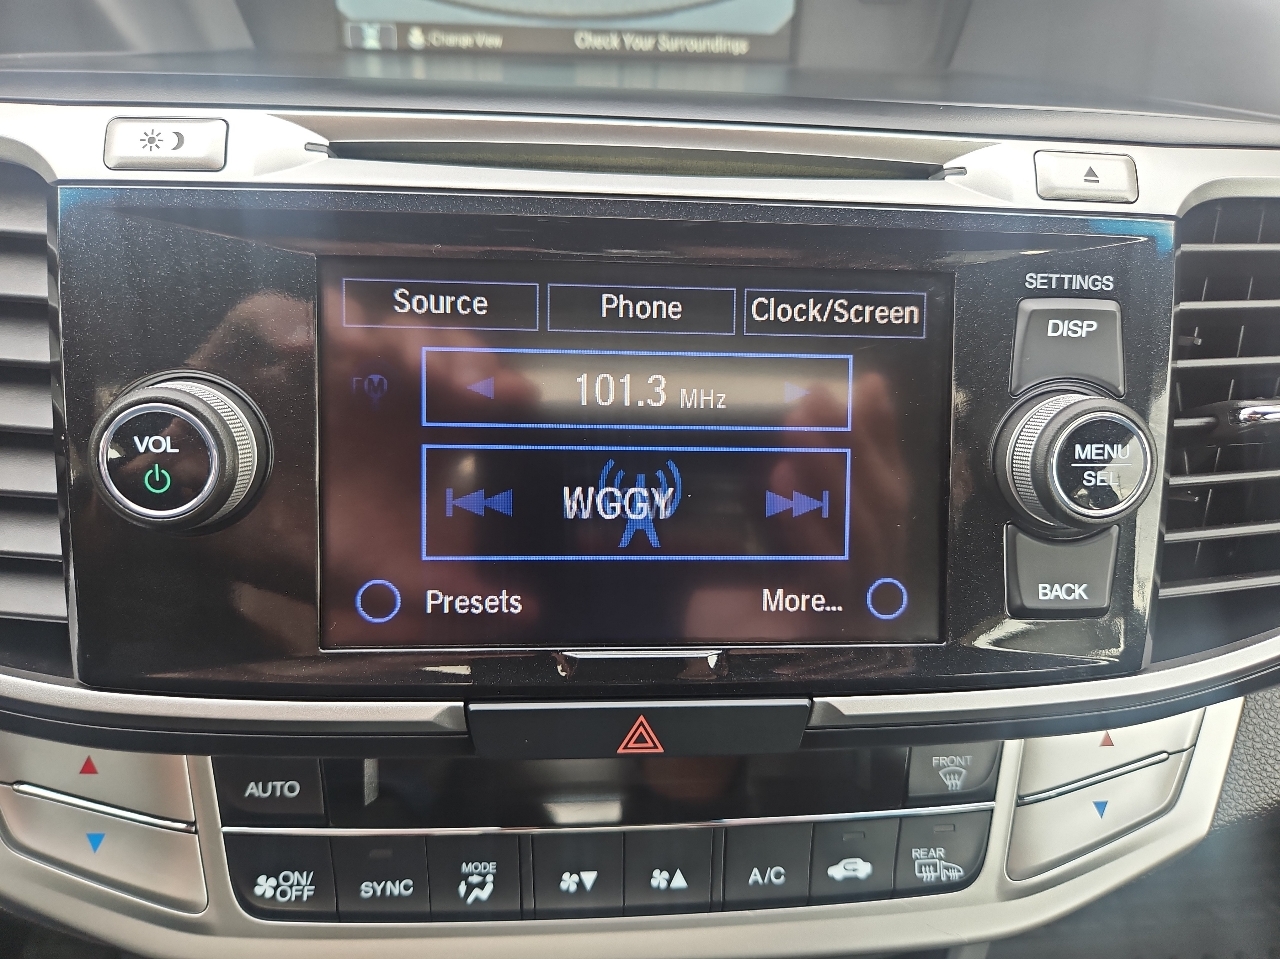 Change View
Check Your Surroundings
SETTINGS
Source
Phone
Clock/Screen
DISP
FM
101.3 MHz
VOL
MENU
SEL
WGGY
BACK
Presets
More...
AUTO
FRONT
ON/
OFF
SYNC
MODE
A/C
REAR